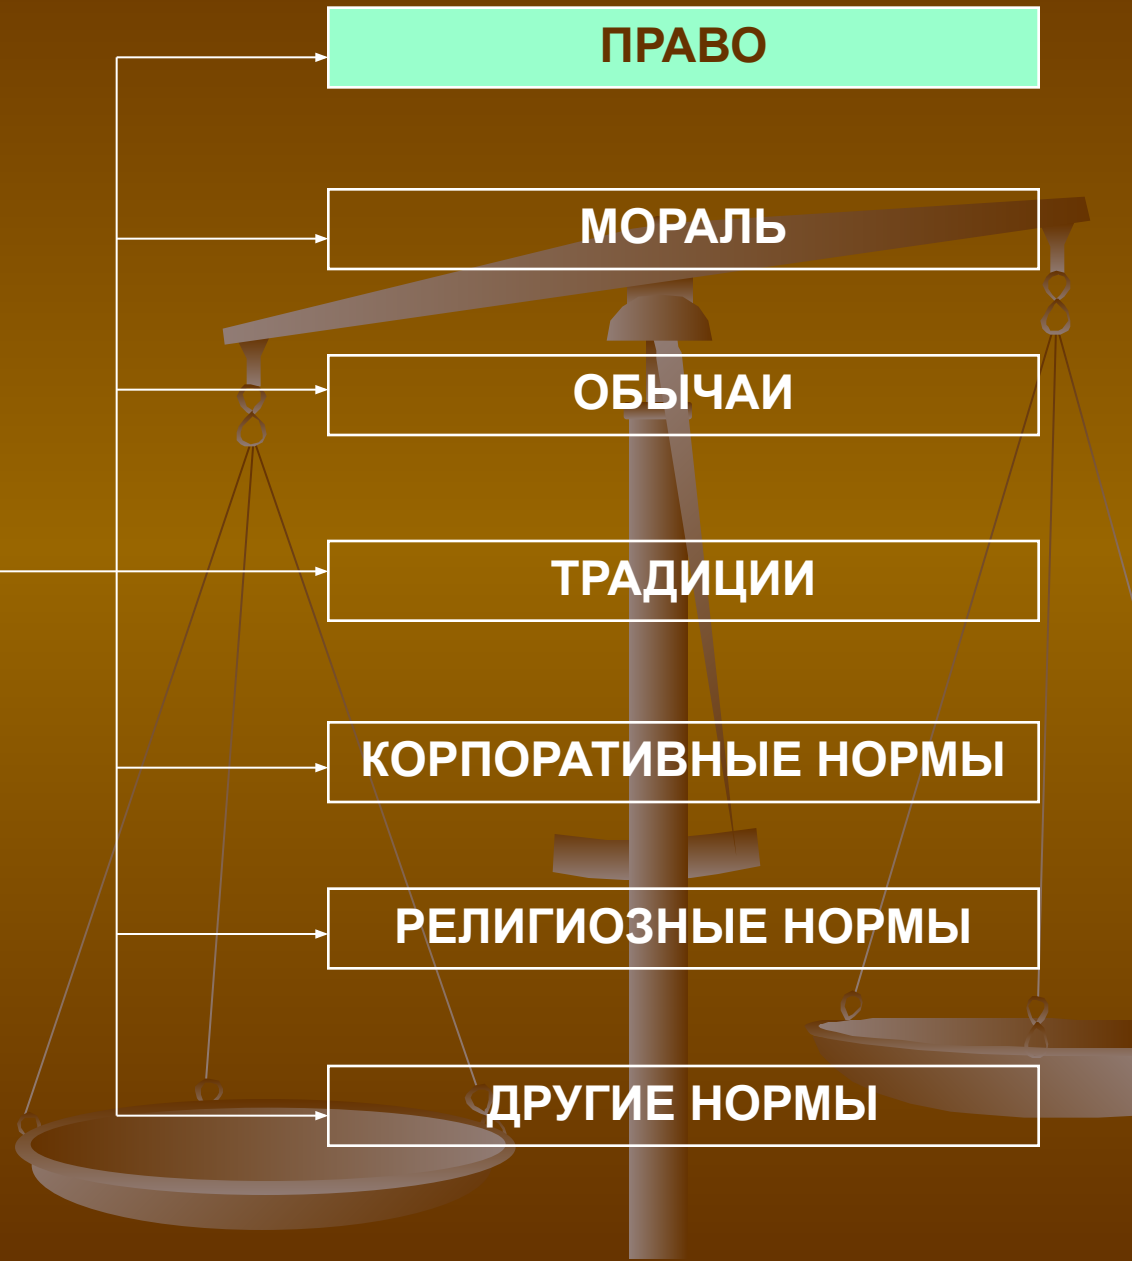 ПРАВО
МОРАЛЬ
ОБЫЧАИ
ТРАДИЦИИ
КОРПОРАТИВНЫЕ НОРМЫ
РЕЛИГИОЗНЫЕ НОРМЫ
ДРУГИЕ НОРМЫ